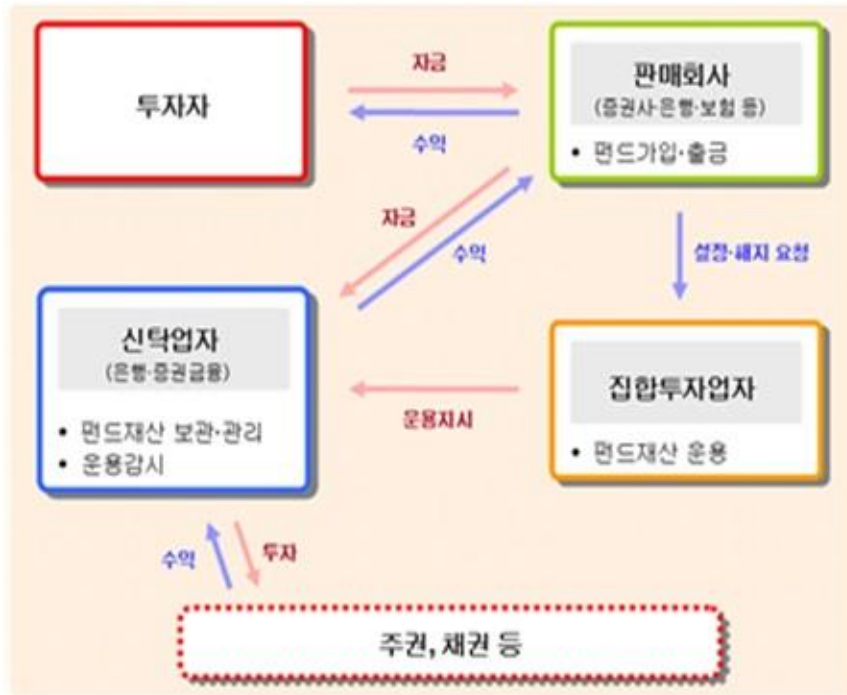 투자자
자금
수익
판매회사
(증권사·은행·보험 등)
• 펀드가입·출금
자금
수익
설정·해지 요청
신탁업자
(은행·증권금융)
• 펀드재산 보관·관리
• 운용감시
운용지시
집합투자업자
• 펀드재산 운용
수익
투자
주권, 채권 등